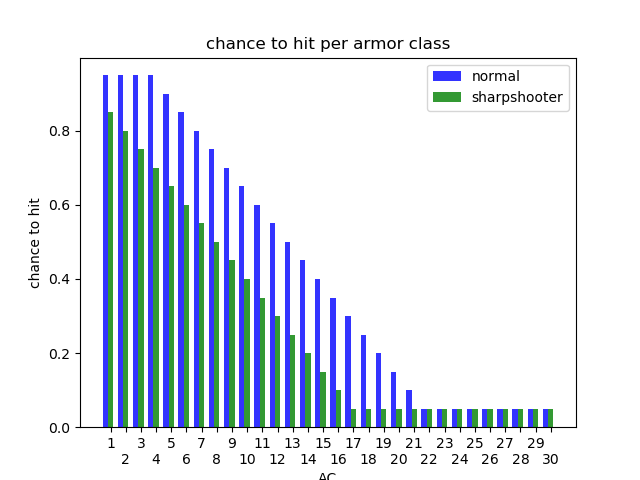 chance to hit per armor class
normal
sharpshooter
chance to hit
0.8
0.6
0.4
0.2
0.0
1 3 5 7 9 11 13 15 17 19 21 23 25 27 29
2 4 6 8 10 12 14 16 18 20 22 24 26 28 30
AC